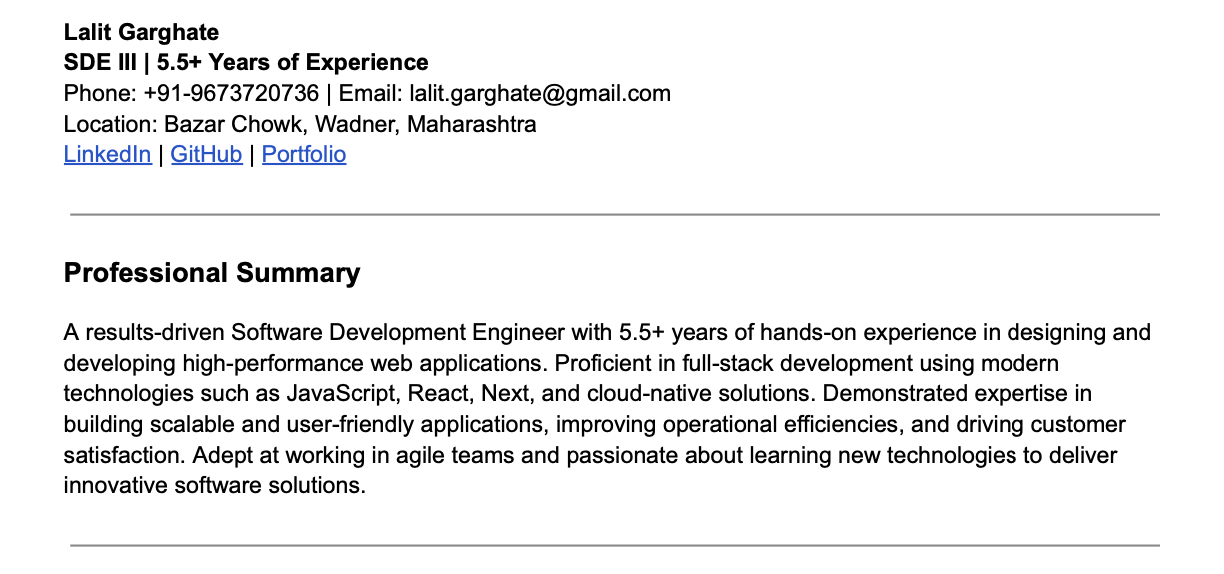 Lalit Garghate
SDE III | 5.5+ Years of Experience
Phone: +91-9673720736 | Email: lalit.garghate@gmail.com
Location: Bazar Chowk, Wadner, Maharashtra
LinkedIn | GitHub | Portfolio
Professional Summary
A results-driven Software Development Engineer with 5.5+ years of hands-on experience in designing and
developing high-performance web applications. Proficient in full-stack development using modern
technologies such as JavaScript, React, Next, and cloud-native solutions. Demonstrated expertise in
building scalable and user-friendly applications, improving operational efficiencies, and driving customer
satisfaction. Adept at working in agile teams and passionate about learning new technologies to deliver
innovative software solutions.